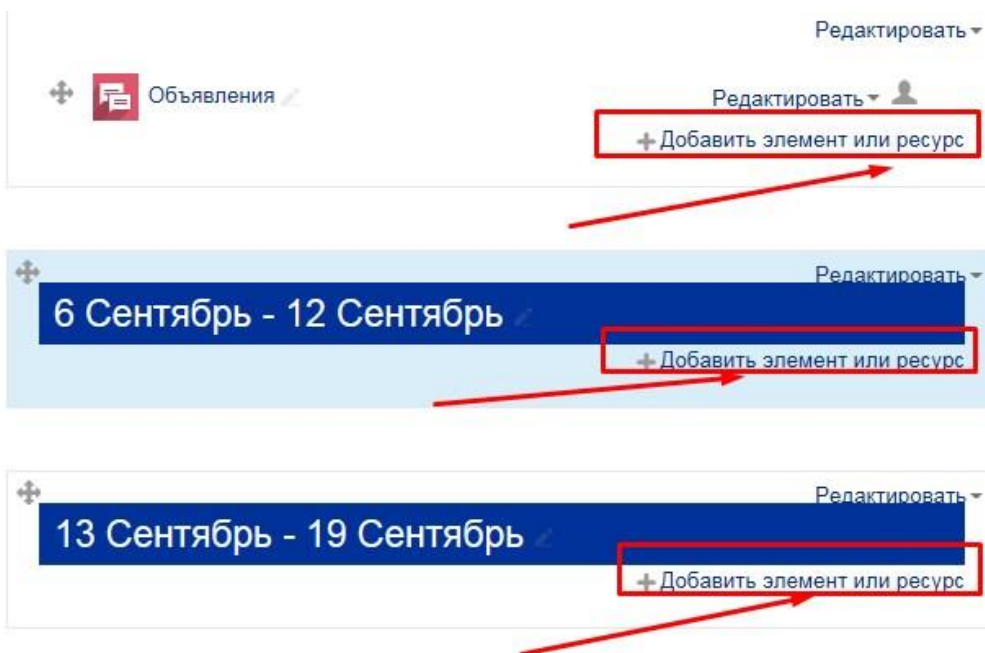 Редактировать
Объявления Редактировать
Добавить элемент или ресурс
Редактировать
6 Сентябрь - 12 Сентябрь
Добавить элемент или ресурс
Редактировать
13 Сентябрь - 19 Сентябрь
Добавить элемент или ресурс